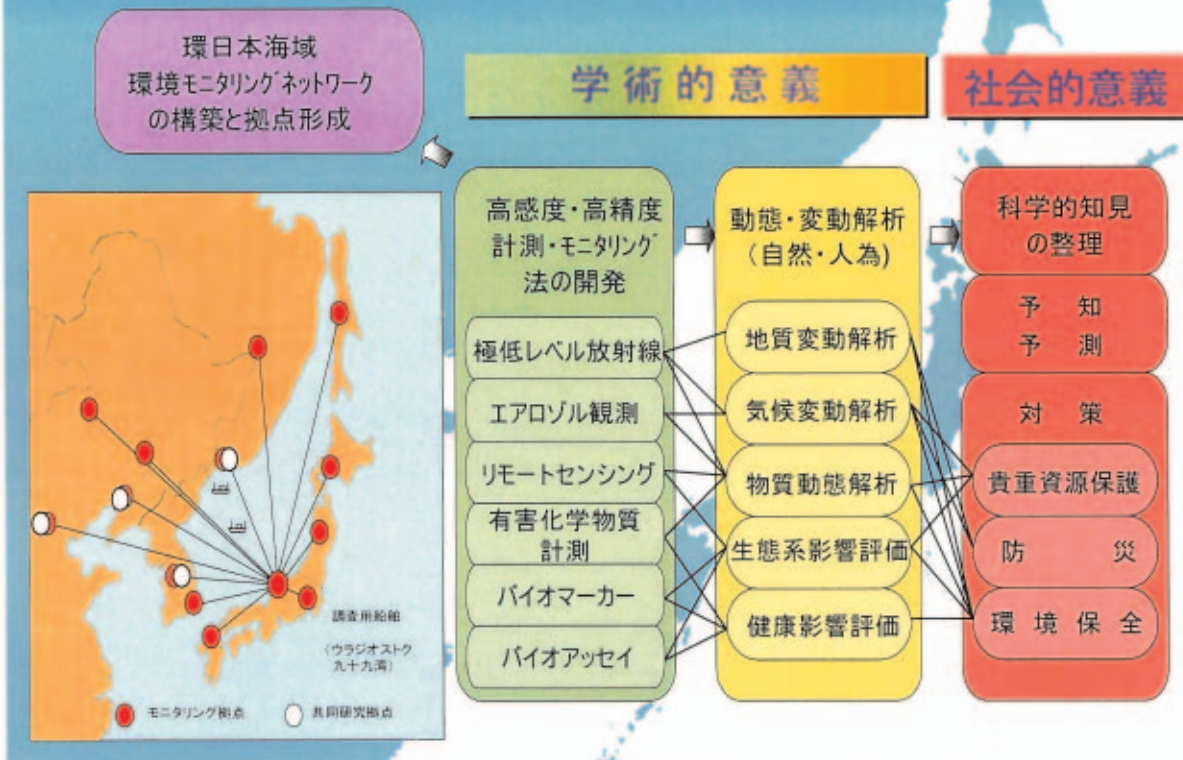 環日本海域
環境モニタリングネットワーク
の構築と拠点形成
学術的意義
社会的意義
高感度・高精度
計測・モニタリング
法の開発
極低レベル放射線
エアロゾル観測
リモートセンシング
有害化学物質
計測
バイオマーカー
バイオアッセイ
動態・変動解析
(自然・人為)
地質変動解析
気候変動解析
物質動態解析
生態系影響評価
健康影響評価
科学的知見
の整理
予知
予測
対策
貴重資源保護
防災
環境保全
調査用船舶
(ウラジオストク
九十九湾)
モニタリング拠点
共同研究拠点